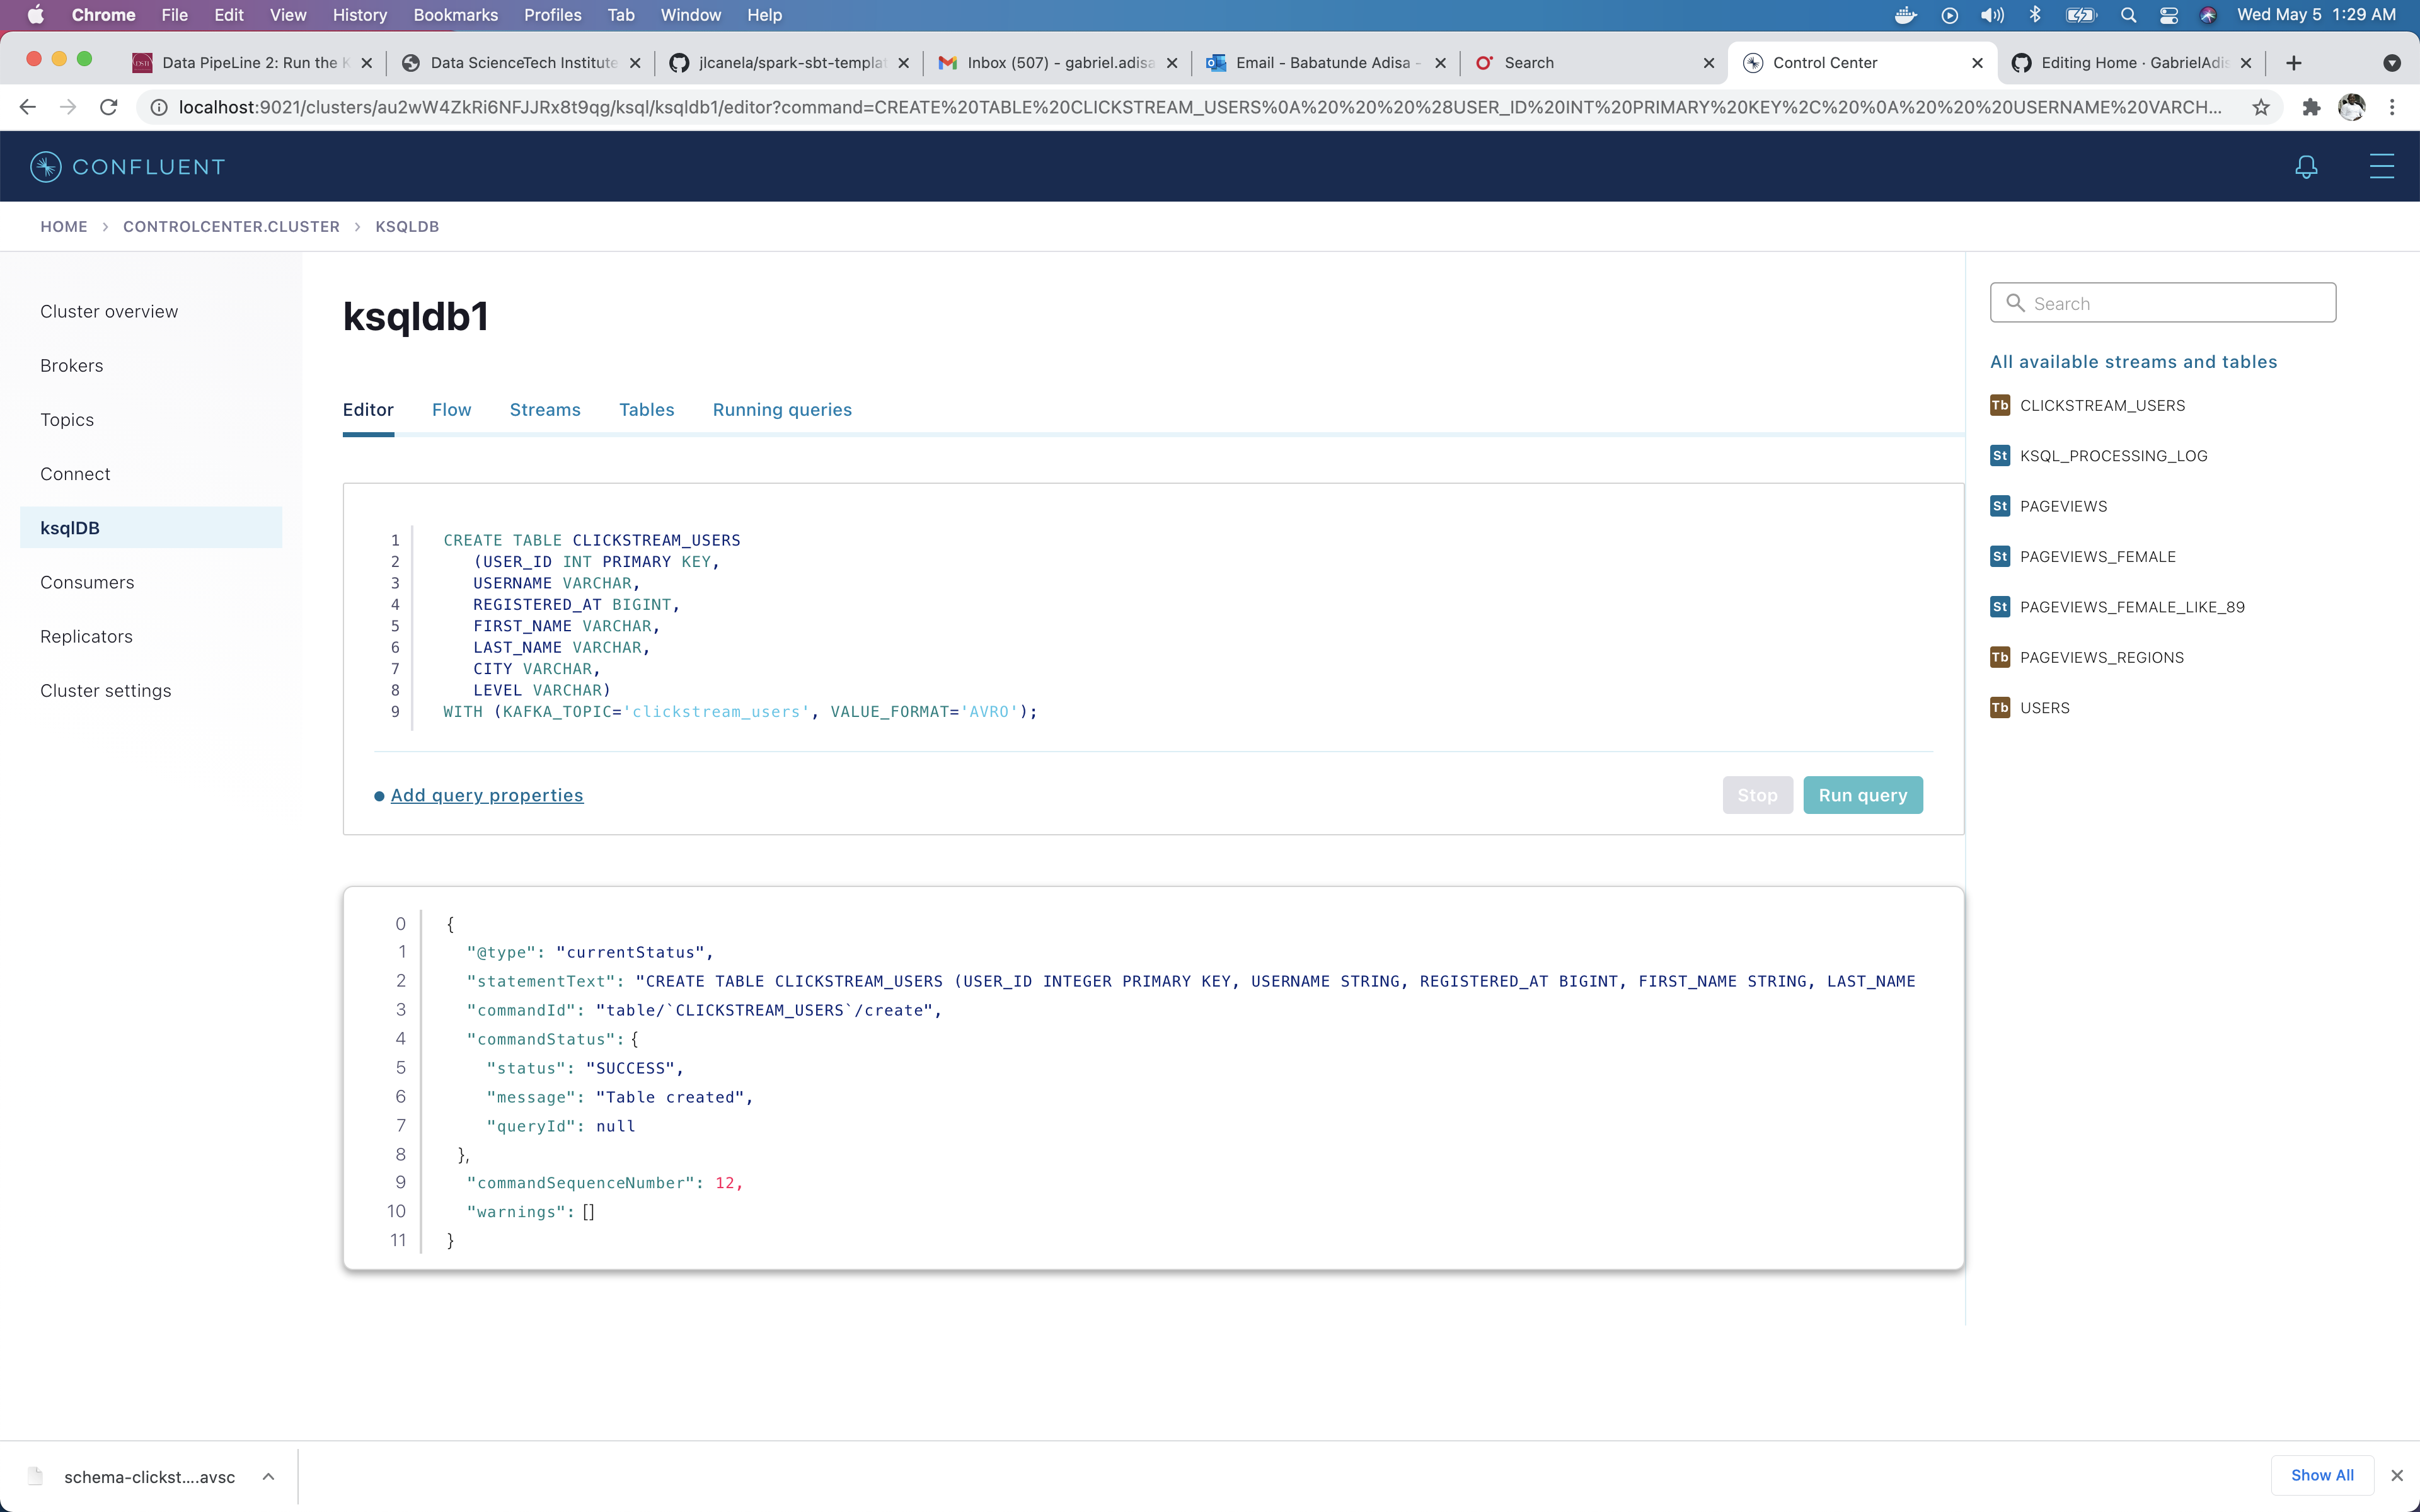 Chrome File Edit View History Bookmarks Profiles Tab Window Help Wed May 5 1:29 AM
Data PipeLine 2: Run the K Data ScienceTech Institute jlcanela/spark-sbt-templat Inbox (507) - gabriel.adisa Email - Babatunde Adisa - Search Control Center Editing Home · GabrielAdis
localhost:9021/clusters/au2wW4ZkRi6NFJJRx8t9qg/ksql/ksqldb1/editor?command=CREATE%20TABLE%20CLICKSTREAM_USERS%0A%20%20%20%28USER_ID%20INT%20PRIMARY%20KEY%2C%20%20%0A%20%20%20USERNAME%20VARCH...
CONFLUENT
HOME > CONTROLCENTER.CLUSTER > KSQLDB
Cluster overview
Brokers
Topics
Connect
ksqlDB
Consumers
Replicators
Cluster settings
ksqldb1
Editor Flow Streams Tables Running queries
1 CREATE TABLE CLICKSTREAM_USERS
2 (USER_ID INT PRIMARY KEY,
3 USERNAME VARCHAR,
4 REGISTERED_AT BIGINT,
5 FIRST_NAME VARCHAR,
6 LAST_NAME VARCHAR,
7 CITY VARCHAR,
8 LEVEL VARCHAR)
9 WITH (KAFKA_TOPIC='clickstream_users', VALUE_FORMAT='AVRO');
Add query properties
Stop Run query
0 {
1 "@type": "currentStatus",
2 "statementText": "CREATE TABLE CLICKSTREAM_USERS (USER_ID INTEGER PRIMARY KEY, USERNAME STRING, REGISTERED_AT BIGINT, FIRST_NAME STRING, LAST_NAME
3 "commandId": "table/`CLICKSTREAM_USERS`/create",
4 "commandStatus": {
5 "status": "SUCCESS",
6 "message": "Table created",
7 "queryId": null
8 },
9 "commandSequenceNumber": 12,
10 "warnings": []
11 }
Search
All available streams and tables
Tb CLICKSTREAM_USERS
St KSQL_PROCESSING_LOG
St PAGEVIEWS
St PAGEVIEWS_FEMALE
St PAGEVIEWS_FEMALE_LIKE_89
Tb PAGEVIEWS_REGIONS
Tb USERS
schema-clickst....avsc
Show All